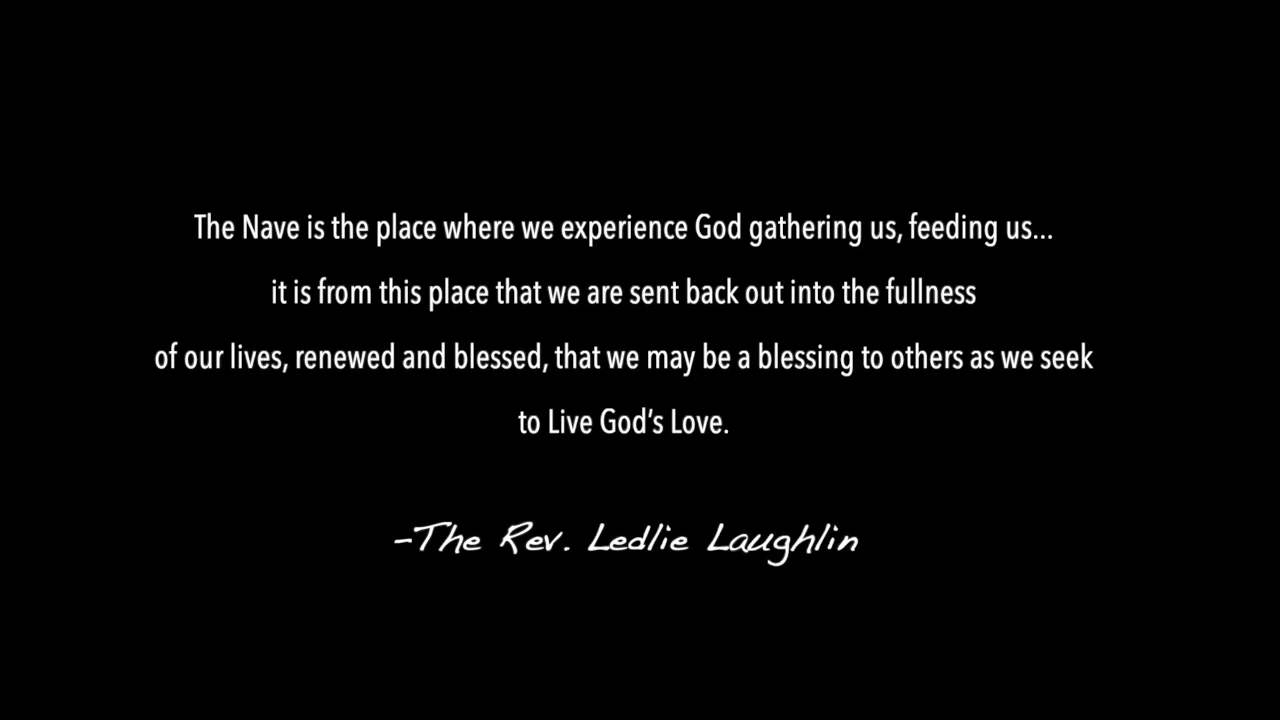 The Nave is the place where we experience God gathering us, feeding us...
it is from this place that we are sent back out into the fullness
of our lives, renewed and blessed, that we may be a blessing to others as we seek
to Live God's Love.
-The Rev. Ledlie Laughlin